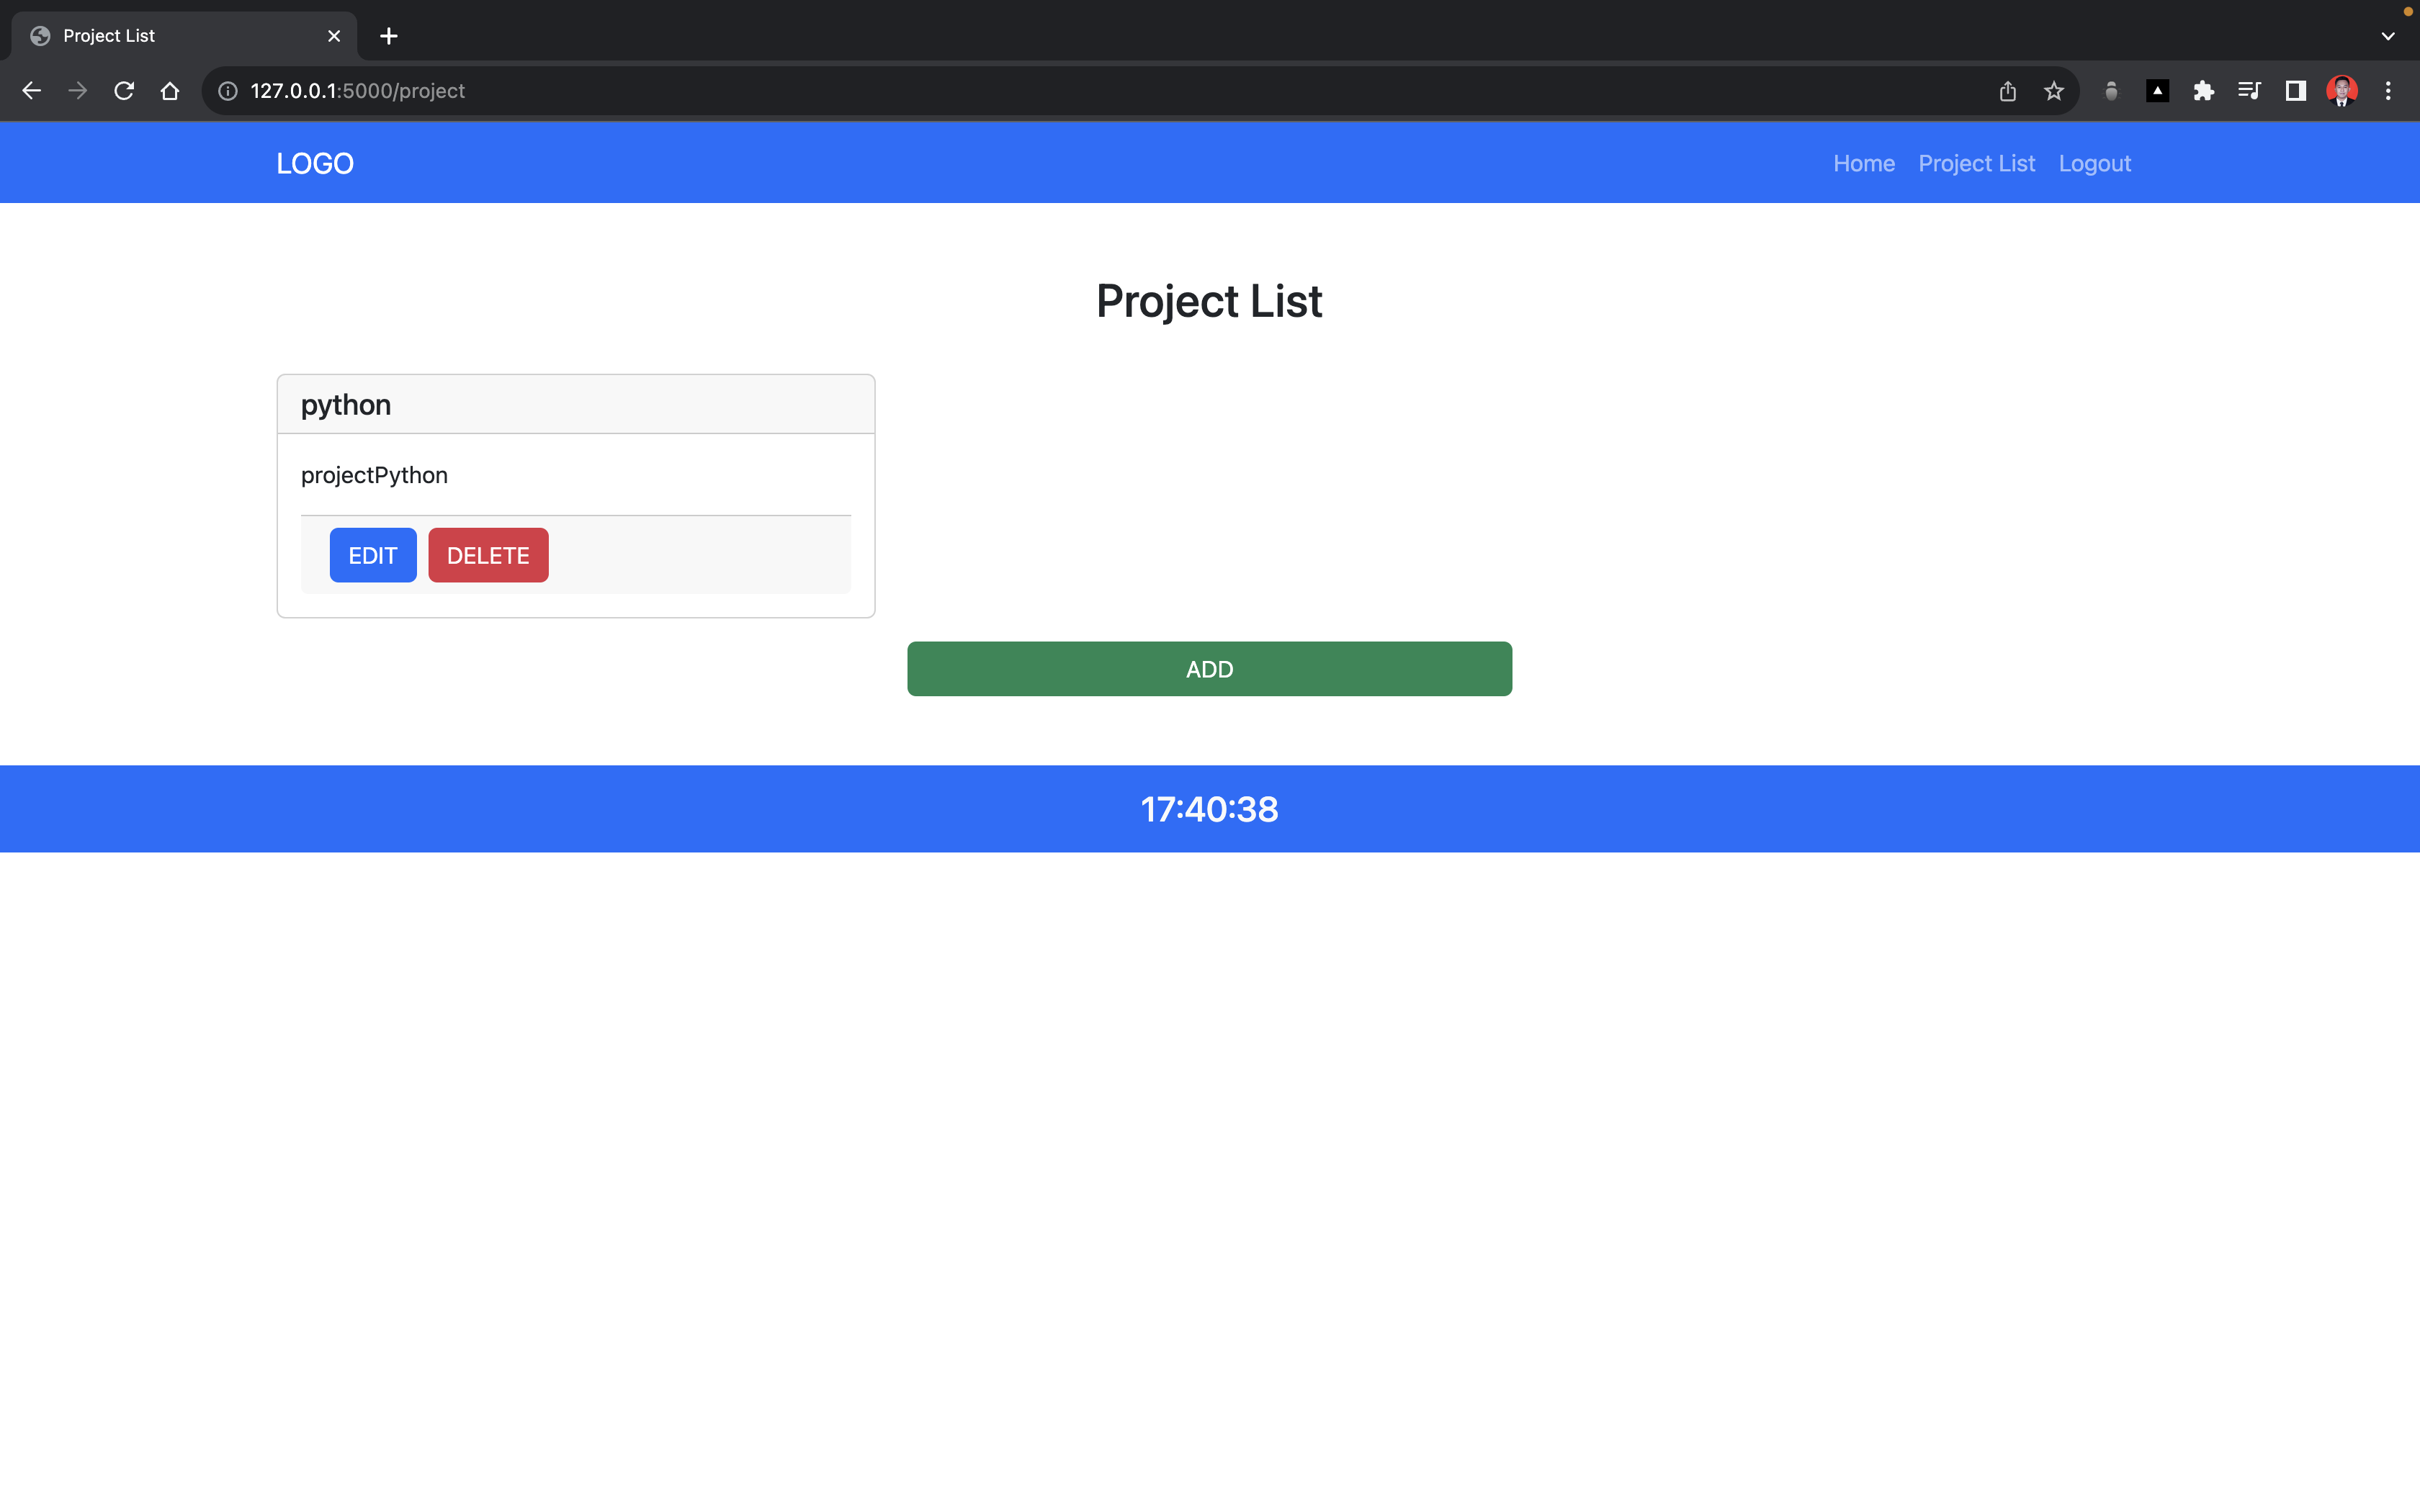 Project List
127.0.0.1:5000/project
LOGO Home Project List Logout
Project List
python
projectPython
EDIT DELETE
ADD
17:40:38